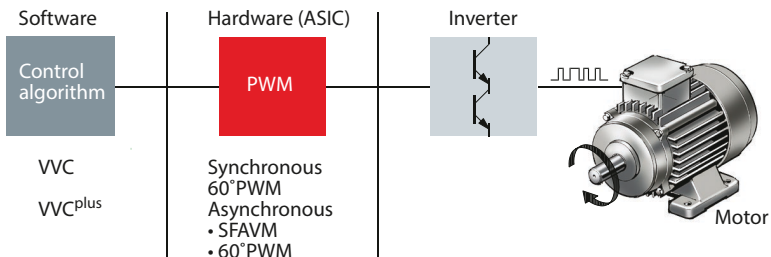 Software
Hardware (ASIC)
Inverter
Control
algorithm
PWM
VVC
VVCplus
Synchronous
60˚PWM
Asynchronous
• SFAVM
• 60˚PWM
Motor